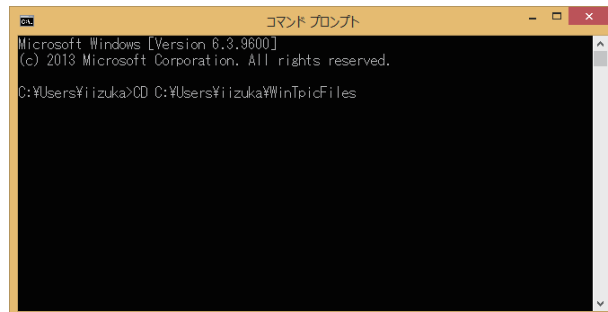 コマンド プロンプト
Microsoft Windows [Version 6.3.9600]
(c) 2013 Microsoft Corporation. All rights reserved.
C:¥Users¥iizuka>CD C:¥Users¥iizuka¥WinTpicFiles